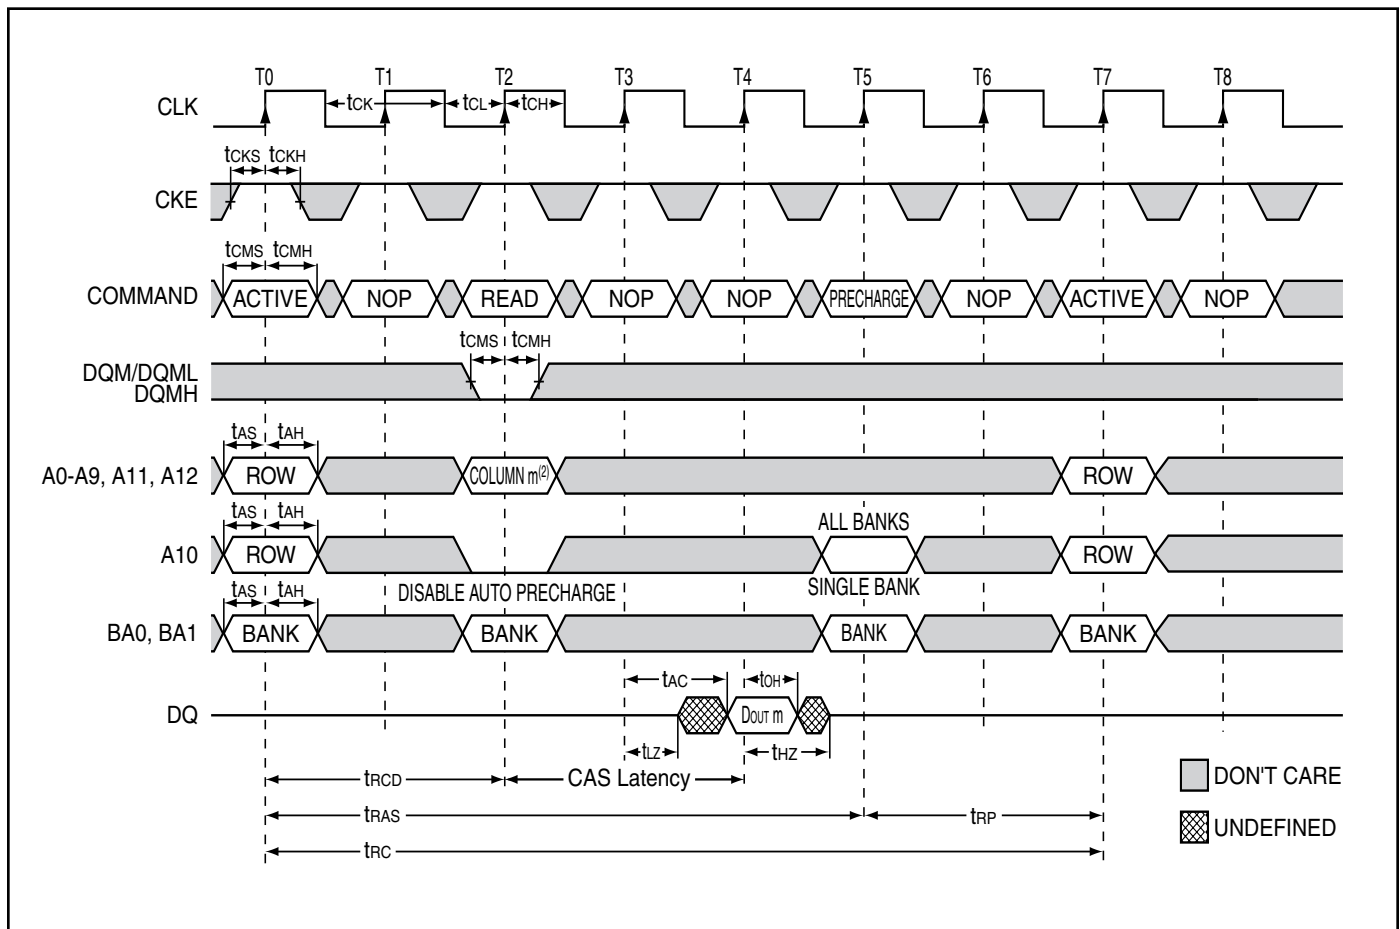 T0 T1 T2 T3 T4 T5 T6 T7 T8
CLK tCK tCL tCH
tCKS tCKH
CKE
tCMS tCMH
COMMAND ACTIVE NOP READ NOP NOP PRECHARGE NOP ACTIVE NOP
tCMS tCMH
DQM/DQML
DQMH
tAS tAH
A0-A9, A11, A12 ROW COLUMN m(2) ROW
tAS tAH ALL BANKS
A10 ROW ROW
DISABLE AUTO PRECHARGE SINGLE BANK
tAS tAH
BA0, BA1 BANK BANK BANK BANK
tAC tOH
DQ DOUT m
tLZ tHZ
tRCD CAS Latency DON'T CARE
tRAS tRP
UNDEFINED
tRC